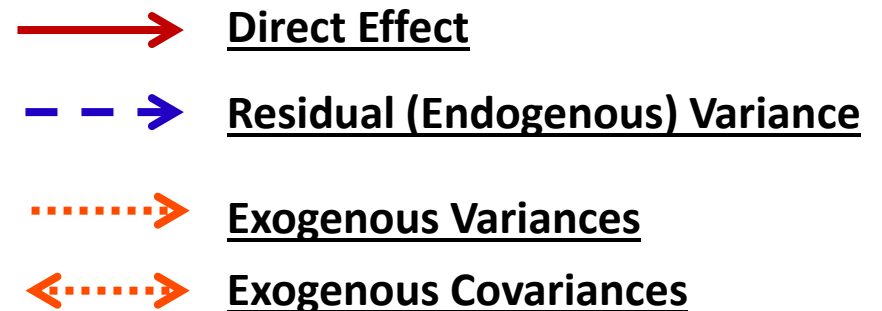 Direct Effect
Residual (Endogenous) Variance
Exogenous Variances
Exogenous Covariances